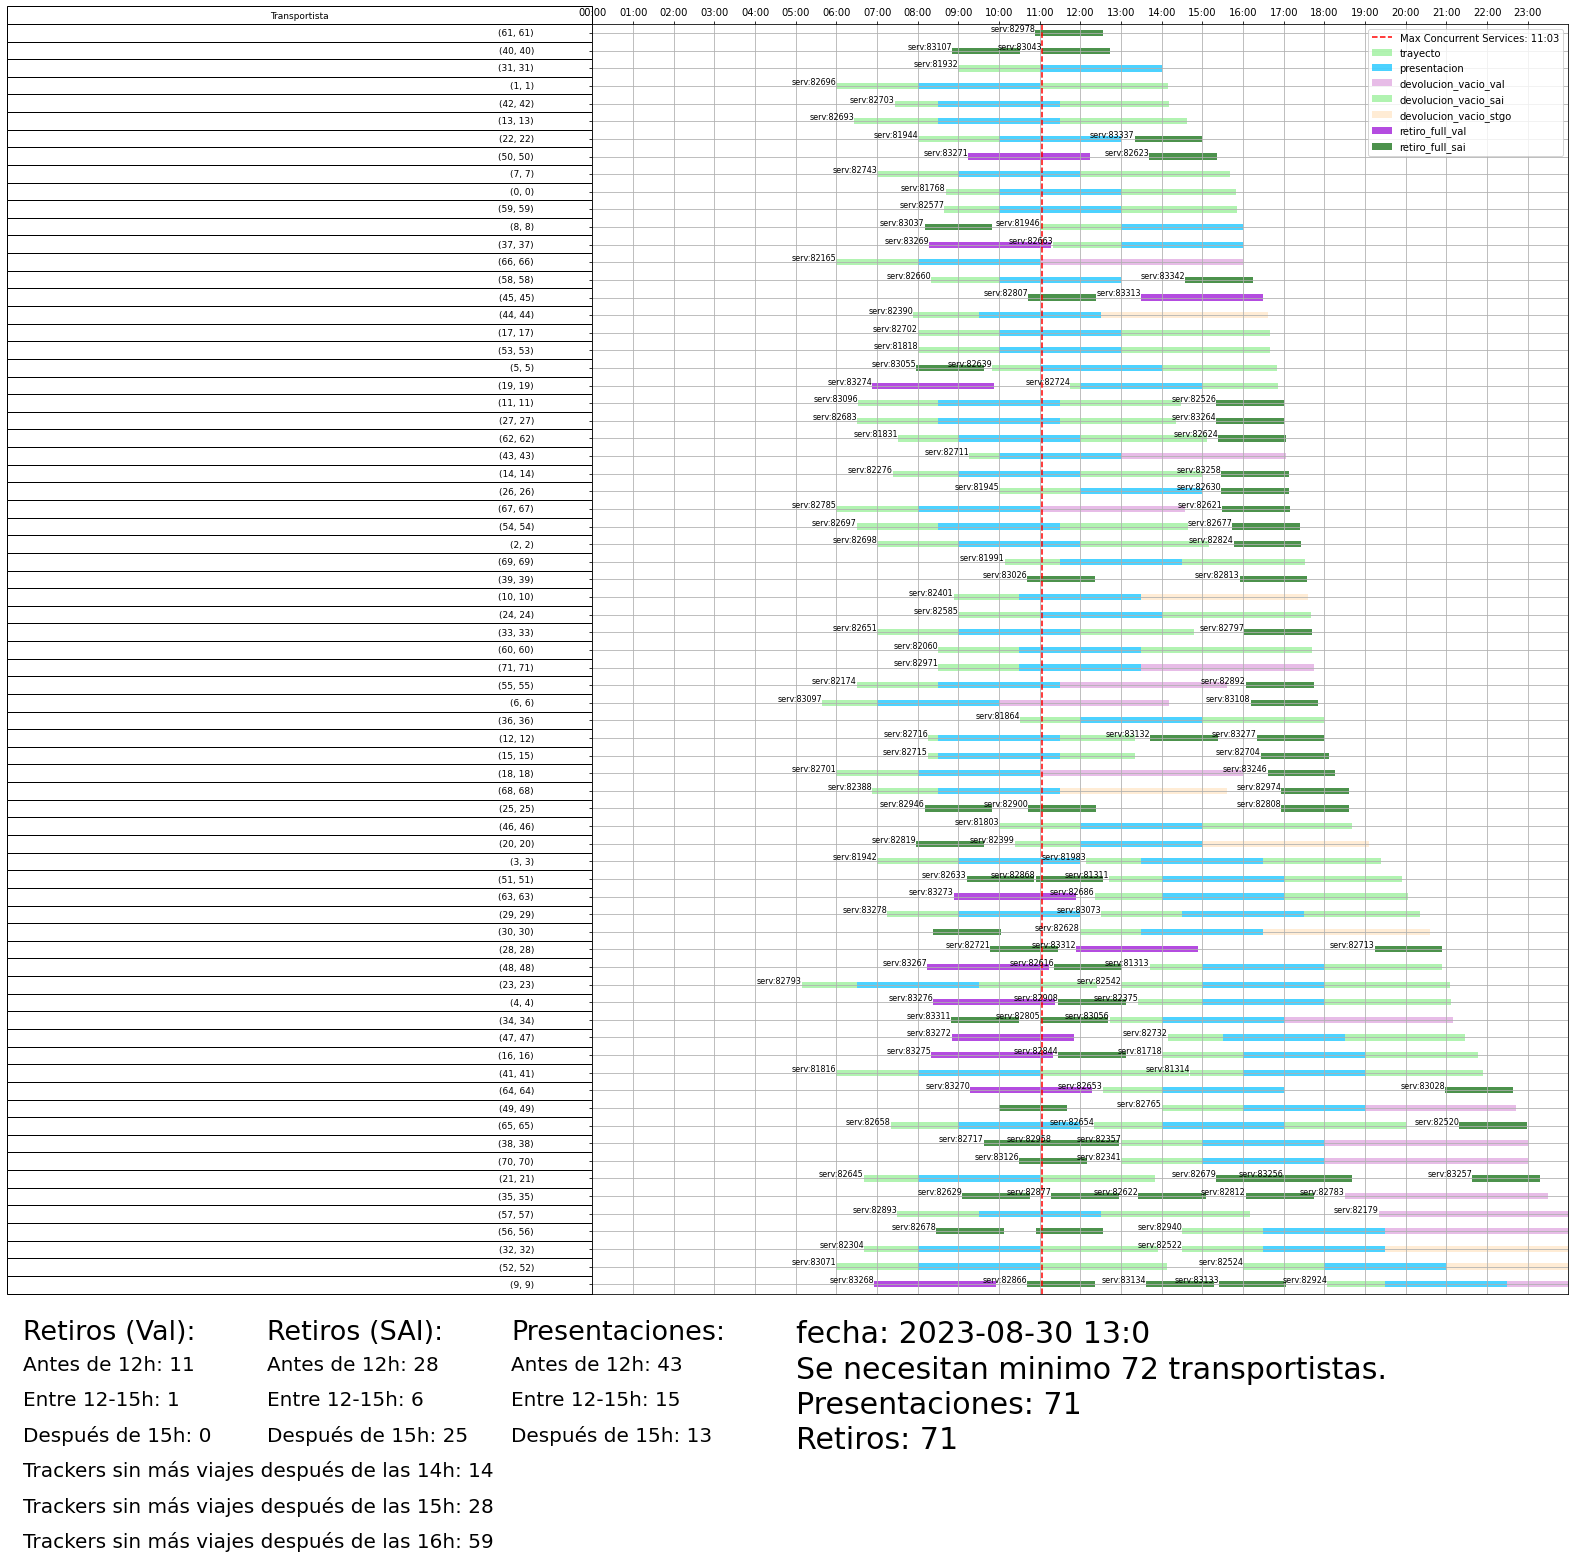 Transportista
00:00 01:00 02:00 03:00 04:00 05:00 06:00 07:00 08:00 09:00 10:00 11:00 12:00 13:00 14:00 15:00 16:00 17:00 18:00 19:00 20:00 21:00 22:00 23:00
Max Concurrent Services: 11:03
trayecto
presentacion
devolucion_vacio_val
devolucion_vacio_sai
devolucion_vacio_stgo
retiro_full_val
retiro_full_sai
(61, 61) serv:82978
(40, 40) serv:83107 serv:83043
(31, 31) serv:81932
(1, 1) serv:82696
(42, 42) serv:82703
(13, 13) serv:82693
(22, 22) serv:81944 serv:83337
(50, 50) serv:83271 serv:82623
(7, 7) serv:82743
(0, 0) serv:81768
(59, 59) serv:82577
(8, 8) serv:83037 serv:81946
(37, 37) serv:83269 serv:82663
(66, 66) serv:82165
(58, 58) serv:82660 serv:83342
(45, 45) serv:82807 serv:83313
(44, 44) serv:82390
(17, 17) serv:82702
(53, 53) serv:81818
(5, 5) serv:83055 serv:82639
(19, 19) serv:83274 serv:82724
(11, 11) serv:83096 serv:82526
(27, 27) serv:82683 serv:83264
(62, 62) serv:81831 serv:82624
(43, 43) serv:82711
(14, 14) serv:82276 serv:83258
(26, 26) serv:81945 serv:82630
(67, 67) serv:82785 serv:82621
(54, 54) serv:82697 serv:82677
(2, 2) serv:82698 serv:82824
(69, 69) serv:81991
(39, 39) serv:83026 serv:82813
(10, 10) serv:82401
(24, 24) serv:82585
(33, 33) serv:82651 serv:82797
(60, 60) serv:82060
(71, 71) serv:82971
(55, 55) serv:82174 serv:82892
(6, 6) serv:83097 serv:83108
(36, 36) serv:81864
(12, 12) serv:82716 serv:83132 serv:83277
(15, 15) serv:82715 serv:82704
(18, 18) serv:82701 serv:83246
(68, 68) serv:82388 serv:82974
(25, 25) serv:82946 serv:82900 serv:82808
(46, 46) serv:81803
(20, 20) serv:82819 serv:82399
(3, 3) serv:81942 serv:81983
(51, 51) serv:82633 serv:82868 serv:81311
(63, 63) serv:83273 serv:82686
(29, 29) serv:83278 serv:83073
(30, 30) serv:82628
(28, 28) serv:82721 serv:83312 serv:82713
(48, 48) serv:83267 serv:82616 serv:81313
(23, 23) serv:82793 serv:82542
(4, 4) serv:83276 serv:82908 serv:82375
(34, 34) serv:83311 serv:82805 serv:83056
(47, 47) serv:83272 serv:82732
(16, 16) serv:83275 serv:82844 serv:81718
(41, 41) serv:81816 serv:81314
(64, 64) serv:83270 serv:82653 serv:83028
(49, 49) serv:82765
(65, 65) serv:82658 serv:82654 serv:82520
(38, 38) serv:82717 serv:82958 serv:82357
(70, 70) serv:83126 serv:82341
(21, 21) serv:82645 serv:82679 serv:83256 serv:83257
(35, 35) serv:82629 serv:82877 serv:82622 serv:82812 serv:82783
(57, 57) serv:82893 serv:82179
(56, 56) serv:82678 serv:82940
(32, 32) serv:82304 serv:82522
(52, 52) serv:83071 serv:82524
(9, 9) serv:83268 serv:82866 serv:83134 serv:83133 serv:82924
Retiros (Val):
Antes de 12h: 11
Entre 12-15h: 1
Después de 15h: 0
Retiros (SAI):
Antes de 12h: 28
Entre 12-15h: 6
Después de 15h: 25
Presentaciones:
Antes de 12h: 43
Entre 12-15h: 15
Después de 15h: 13
Trackers sin más viajes después de las 14h: 14
Trackers sin más viajes después de las 15h: 28
Trackers sin más viajes después de las 16h: 59
fecha: 2023-08-30 13:0
Se necesitan minimo 72 transportistas.
Presentaciones: 71
Retiros: 71